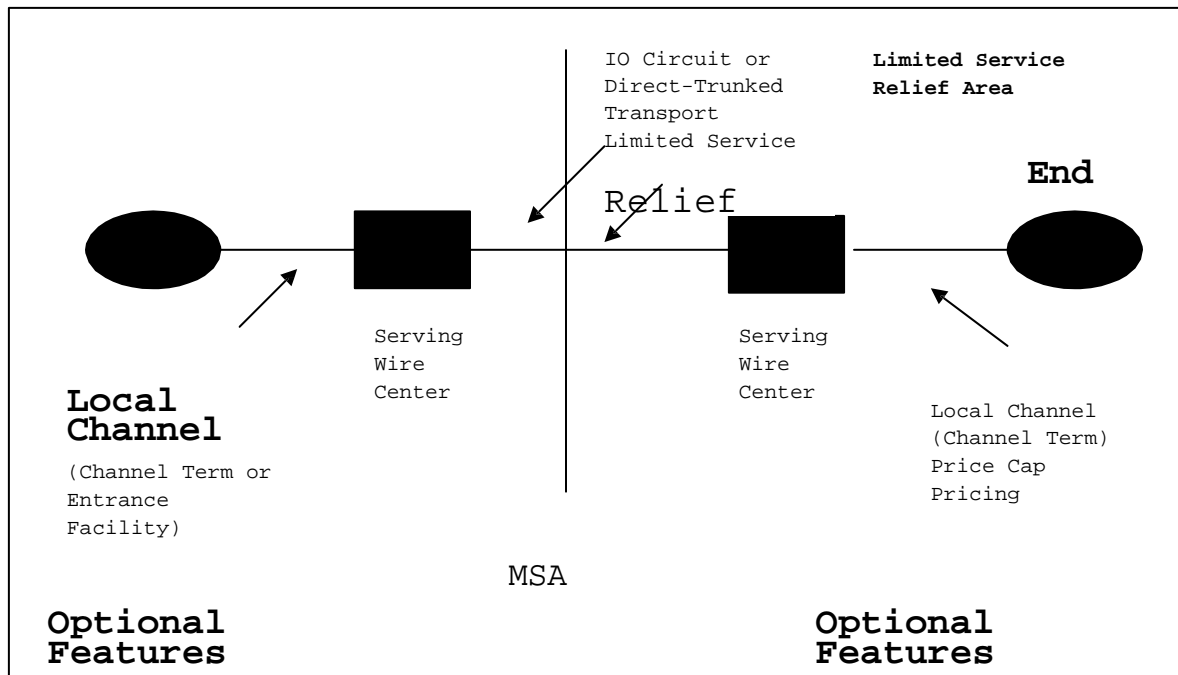 IO Circuit or
Direct-Trunked
Transport
Limited Service
Relief
Limited Service
Relief Area
End
Serving
Wire
Center
Serving
Wire
Center
Local
Channel
(Channel Term or
Entrance
Facility)
Local Channel
(Channel Term)
Price Cap
Pricing
MSA
Optional
Features
Optional
Features